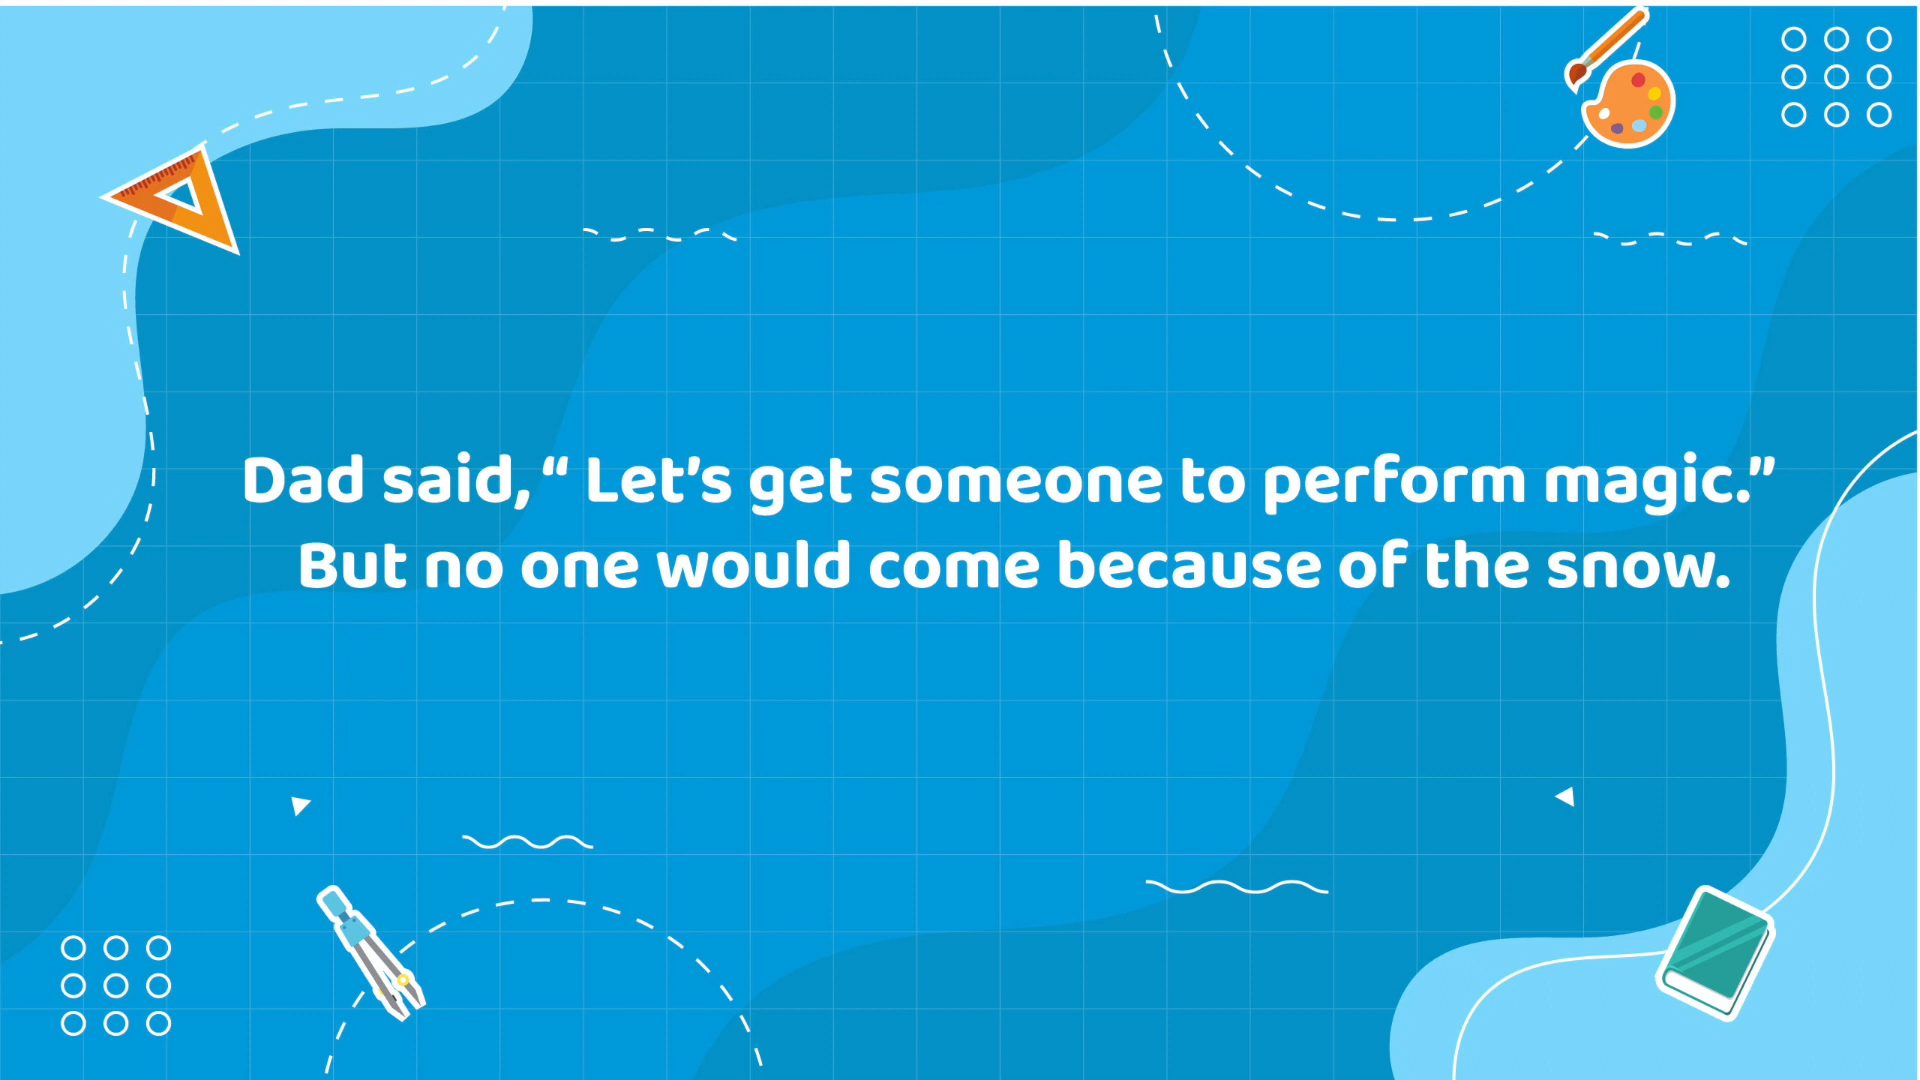 Dad said, “ Let’s get someone to perform magic.”
But no one would come because of the snow.